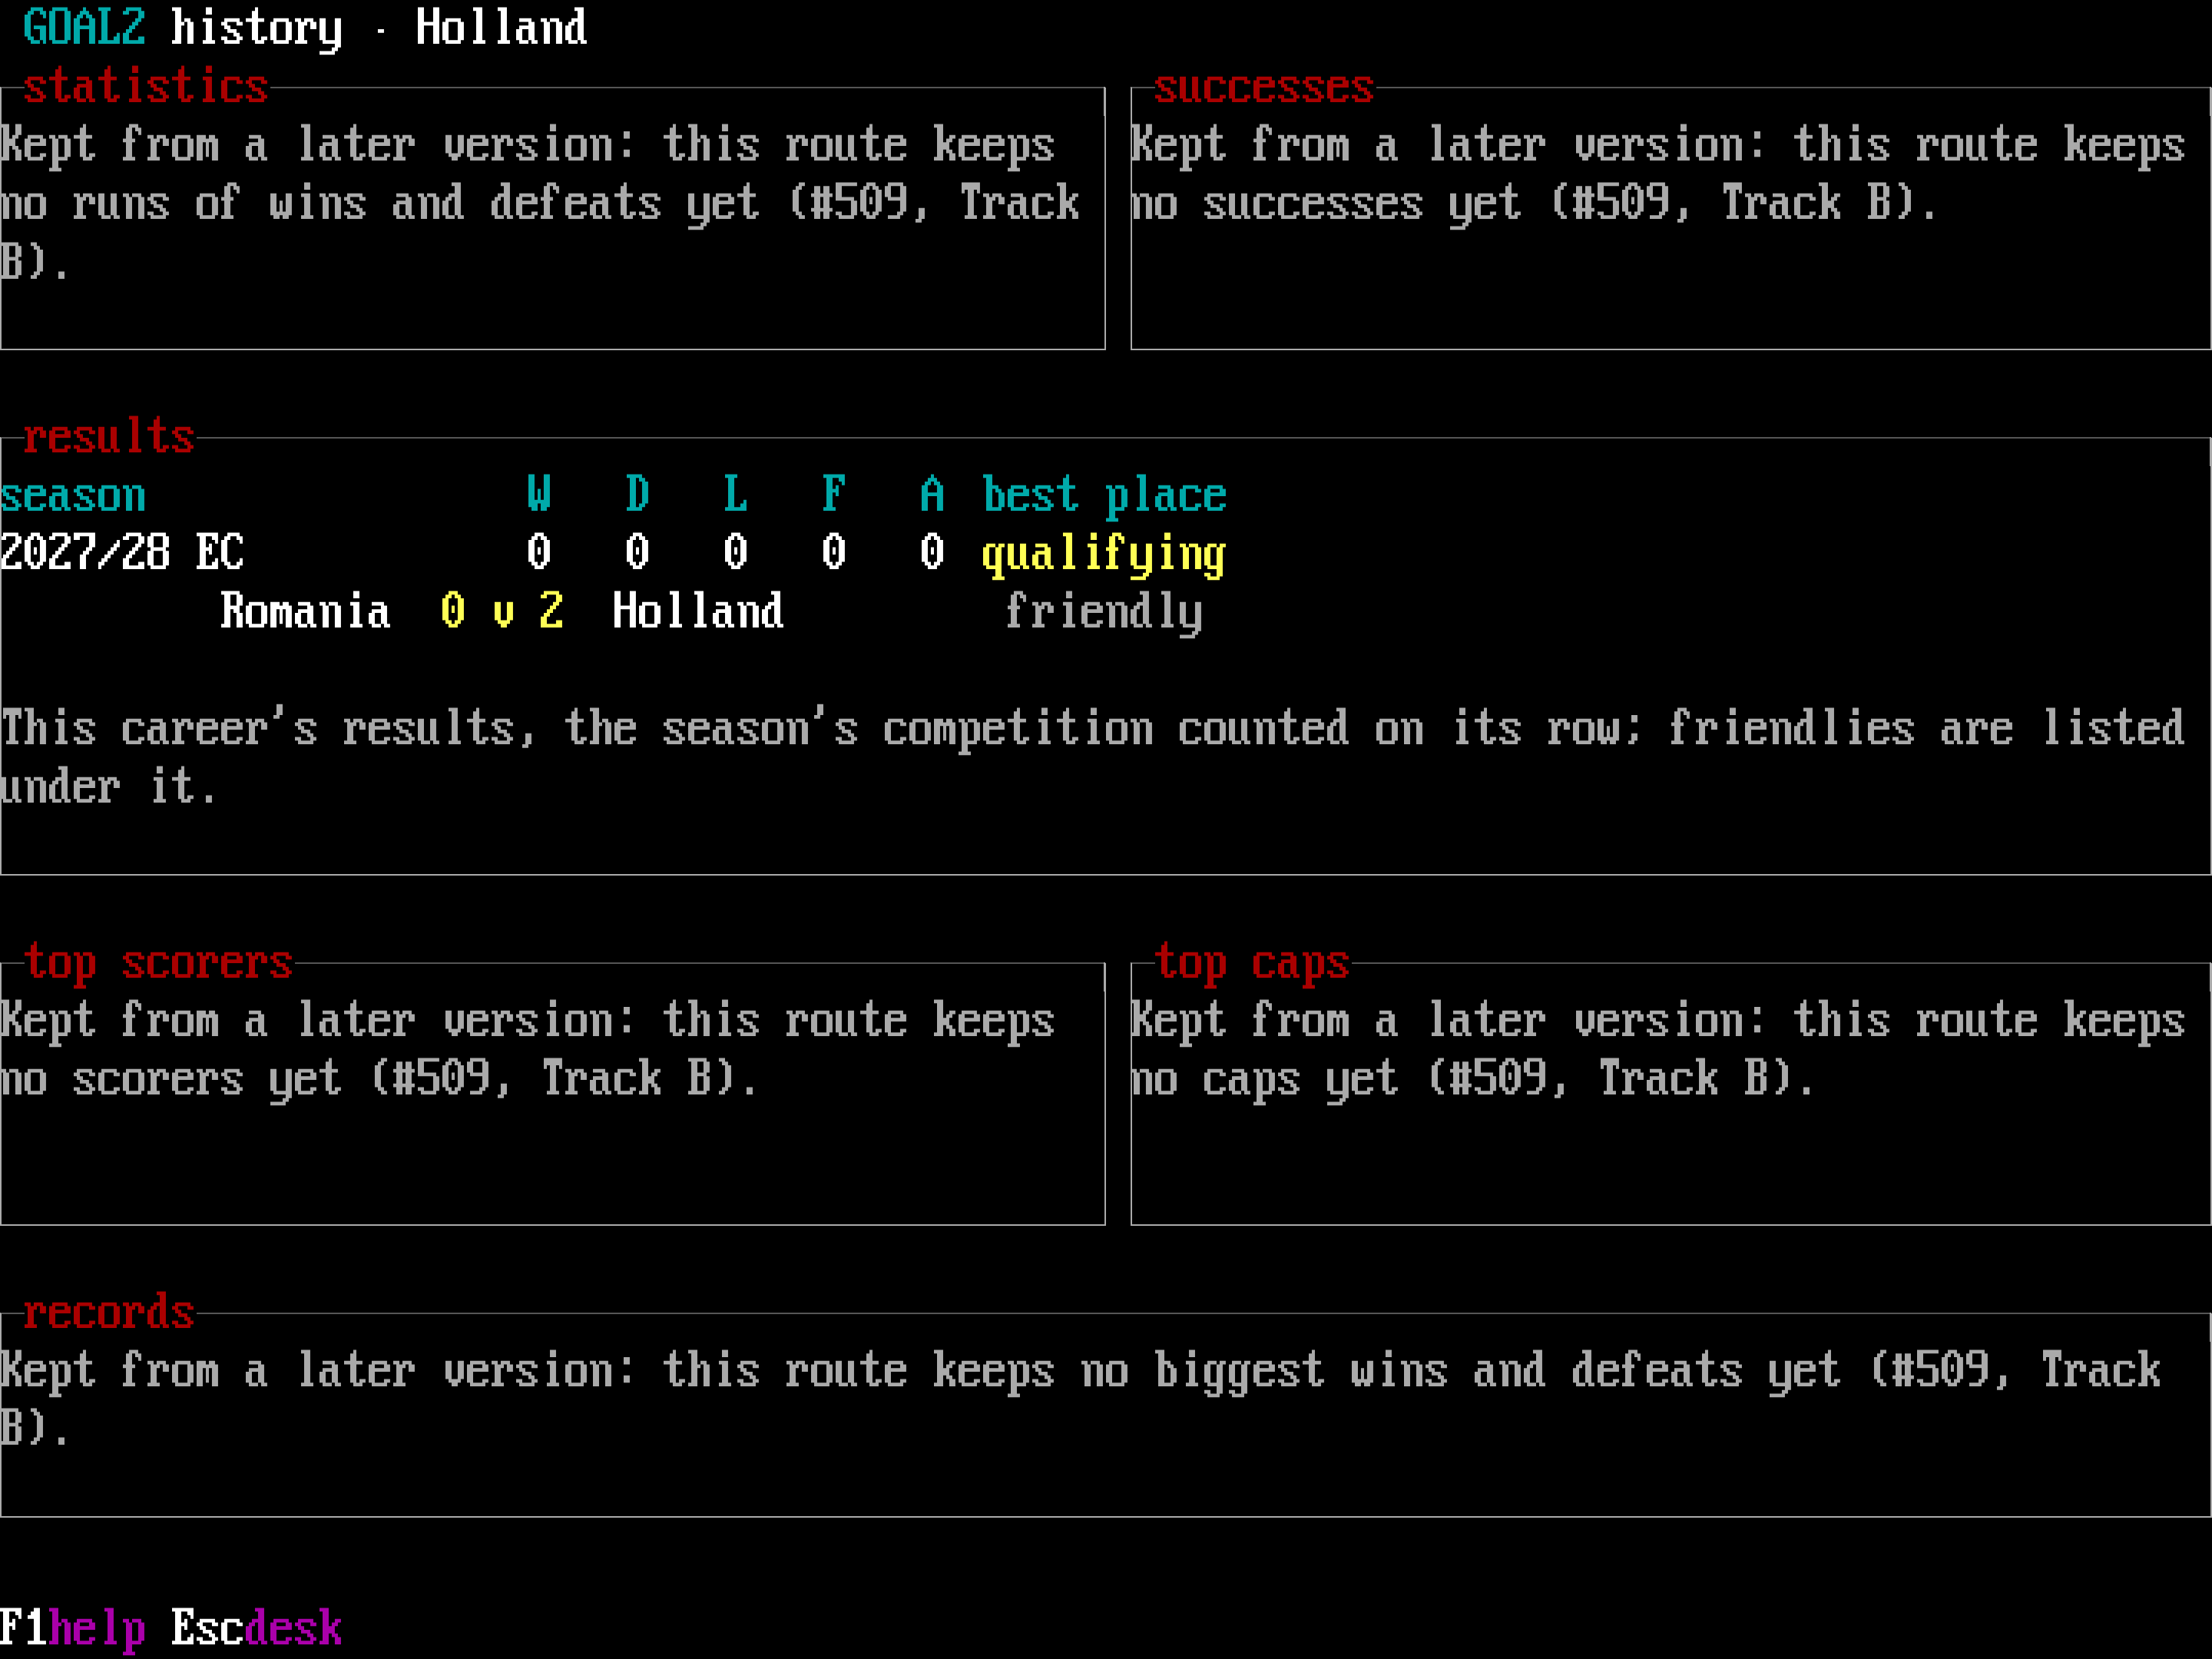 GOAL2 history · Holland
statistics
Kept from a later version: this route keeps
no runs of wins and defeats yet (#509, Track
B).
successes
Kept from a later version: this route keeps
no successes yet (#509, Track B).
results
season W D L F A best place
2027/28 EC 0 0 0 0 0 qualifying
Romania 0 v 2 Holland friendly
This career's results, the season's competition counted on its row; friendlies are listed
under it.
top scorers
Kept from a later version: this route keeps
no scorers yet (#509, Track B).
top caps
Kept from a later version: this route keeps
no caps yet (#509, Track B).
records
Kept from a later version: this route keeps no biggest wins and defeats yet (#509, Track
B).
F1help Escdesk